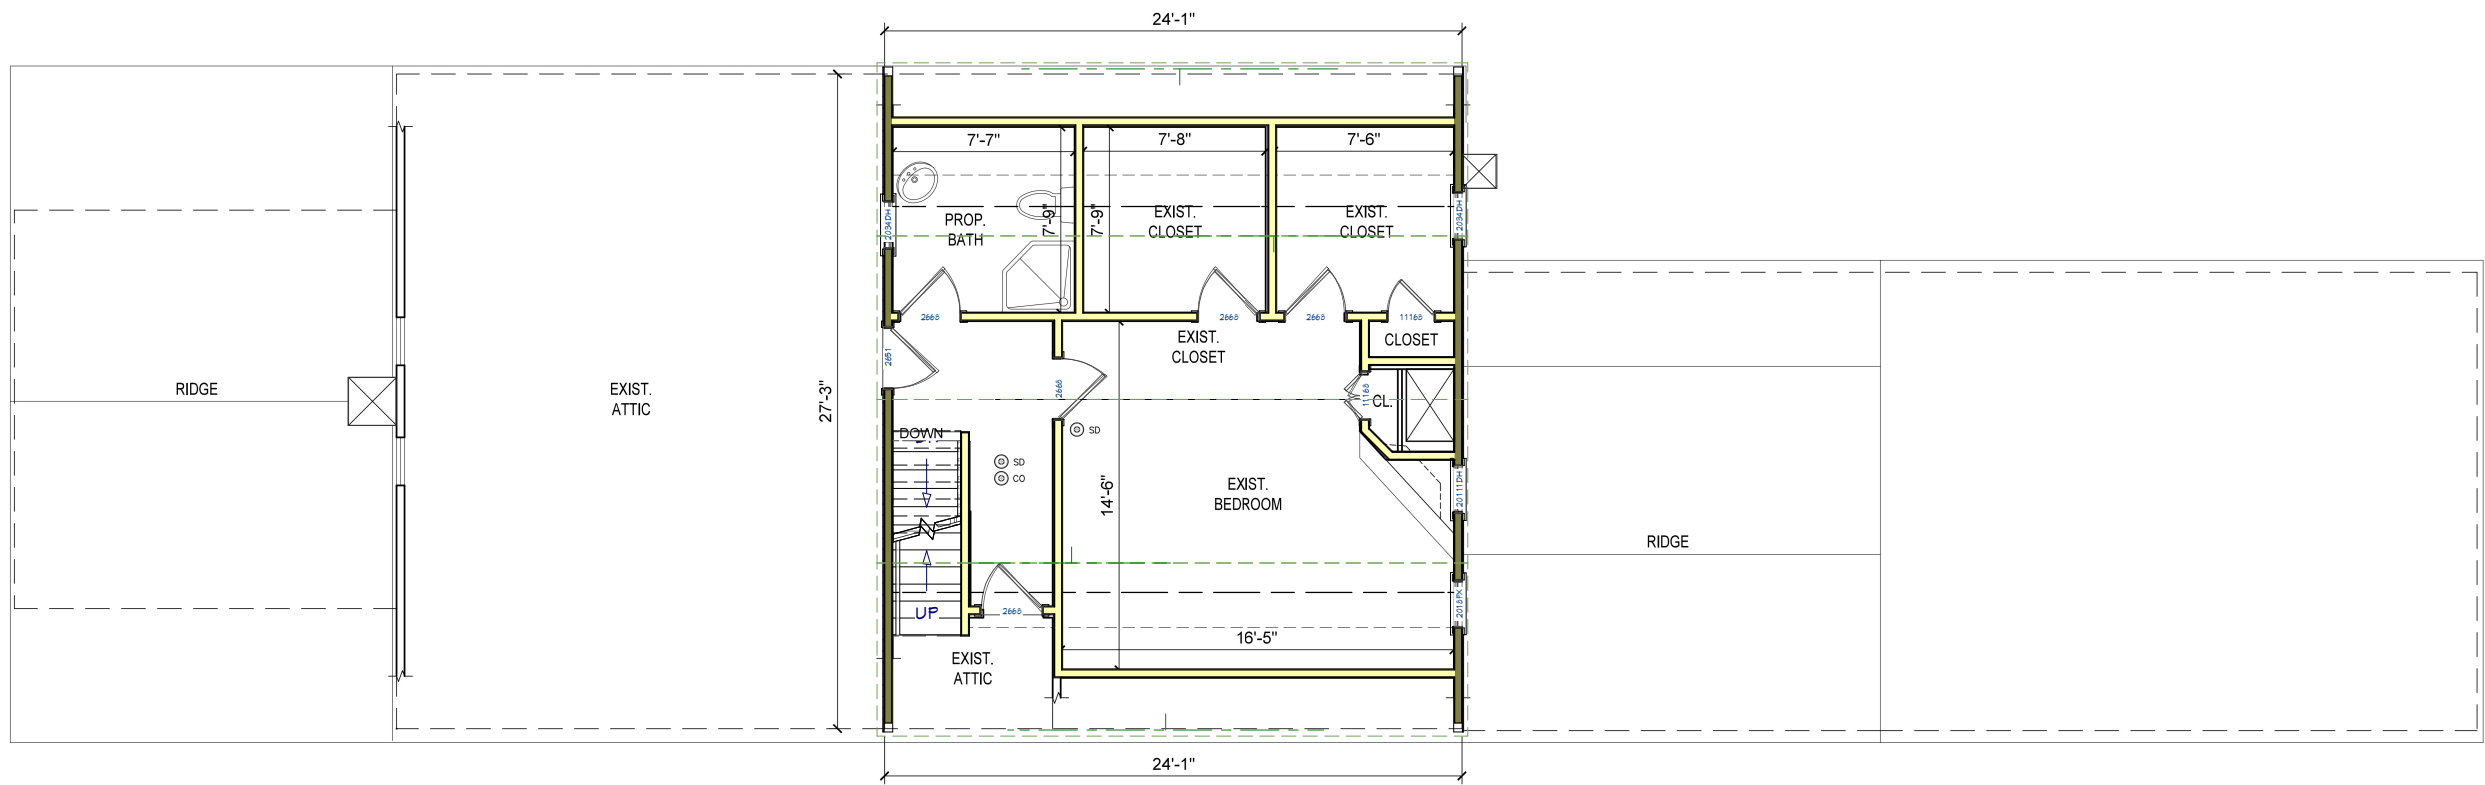 24'-1"
7'-7"
7'-8"
7'-6"
2034DH
PROP.
BATH
7'-9"
7'-9"
EXIST.
CLOSET
EXIST.
CLOSET
2034DH
2668
2668
2668
11168
EXIST.
CLOSET
CLOSET
2651
RIDGE
EXIST.
ATTIC
27'-3"
2668
11168
CL.
DOWN
SD
SD
CO
14'-6"
EXIST.
BEDROOM
20111DH
RIDGE
UP
2668
2018FX
16'-5"
EXIST.
ATTIC
24'-1"